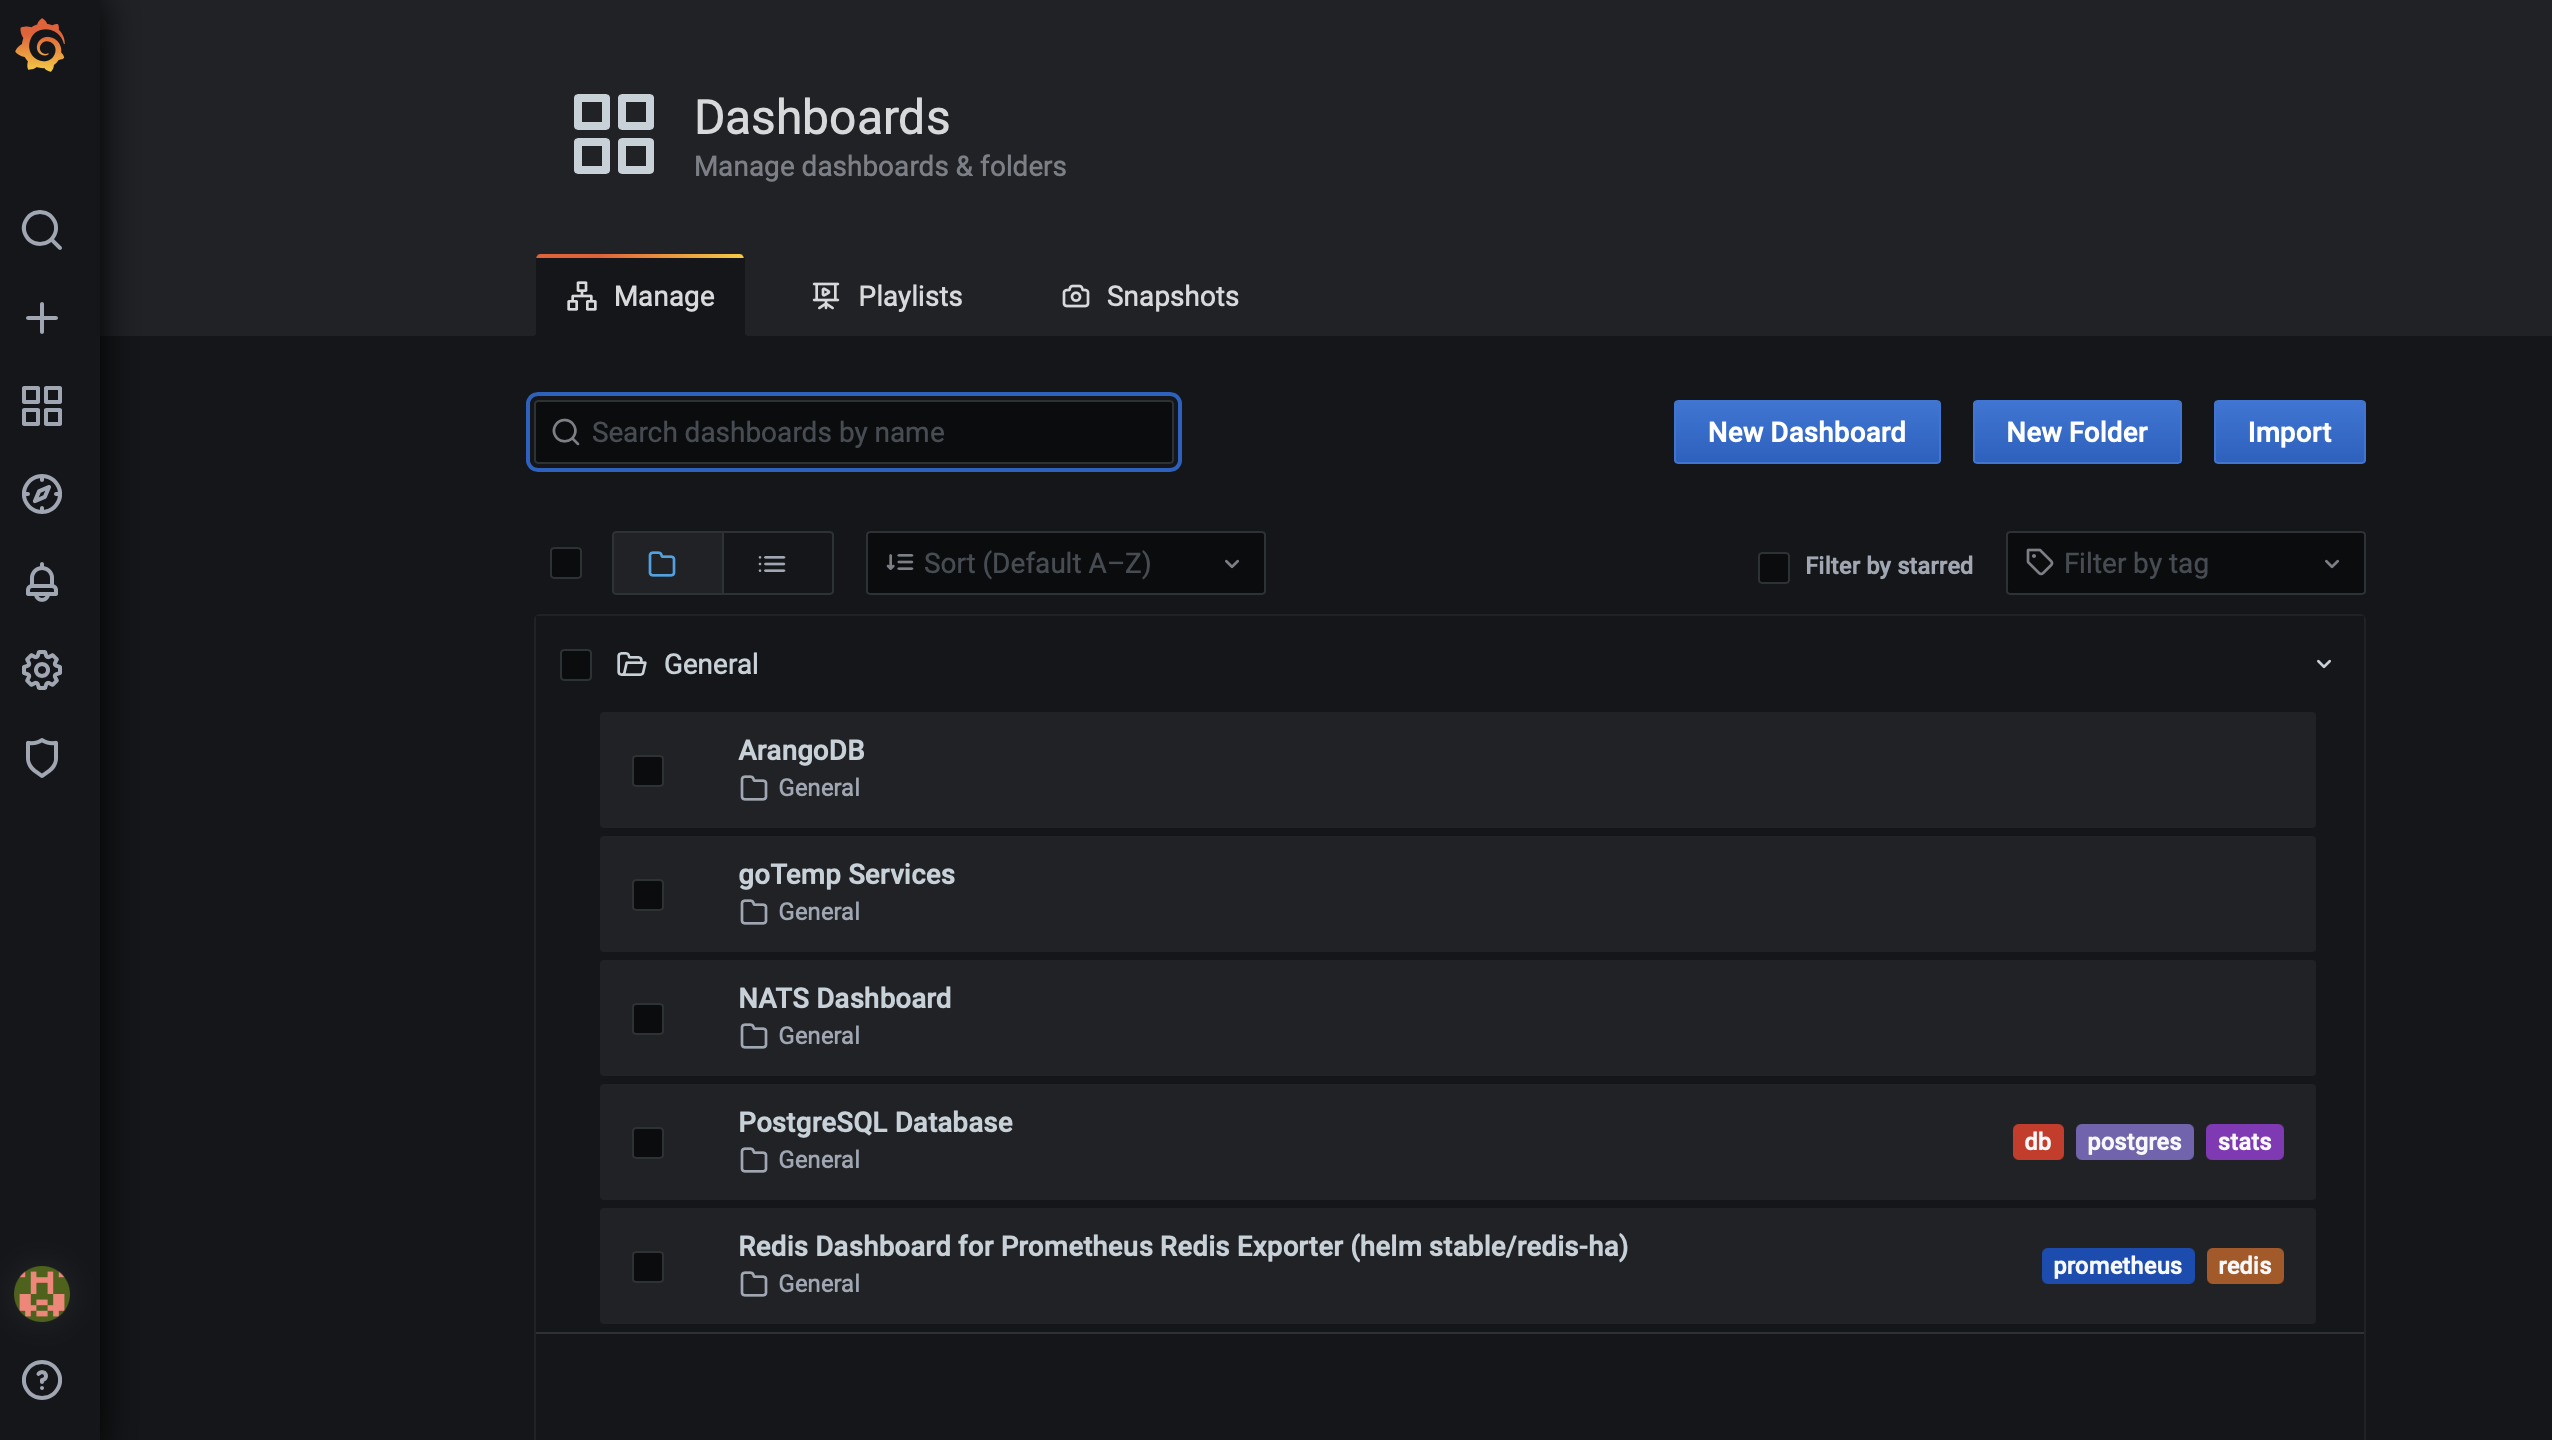 Dashboards
Manage dashboards & folders
Manage
Playlists
Snapshots
Search dashboards by name
New Dashboard
New Folder
Import
Sort (Default A–Z)
Filter by starred
Filter by tag
General
ArangoDB
General
goTemp Services
General
NATS Dashboard
General
PostgreSQL Database
General
db
postgres
stats
Redis Dashboard for Prometheus Redis Exporter (helm stable/redis-ha)
General
prometheus
redis